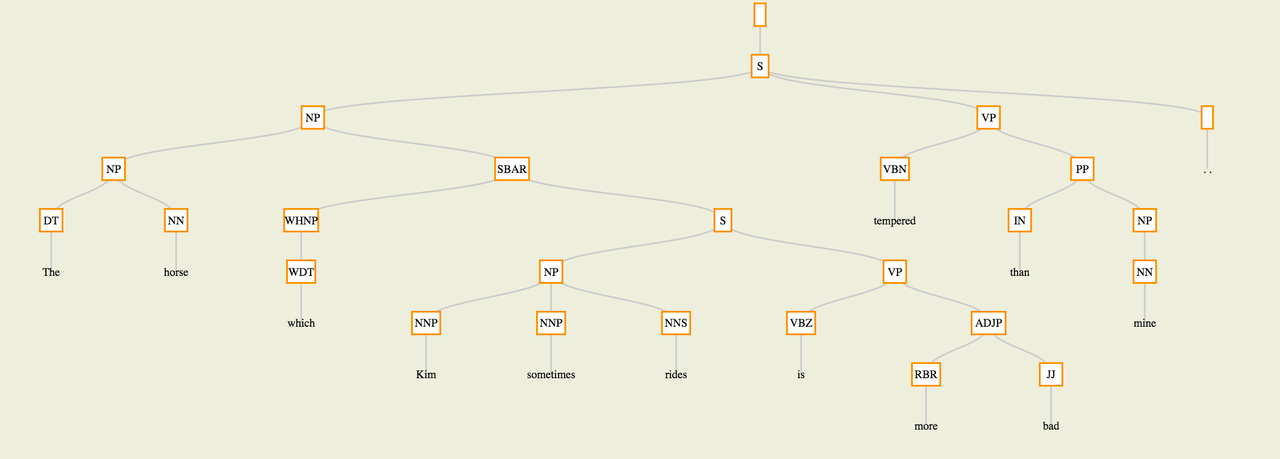 S
NP VP
NP SBAR VBN PP . .
DT NN WHNP S tempered IN NP
The horse WDT NP VP than NN
which NNP NNP NNS VBZ ADJP mine
Kim sometimes rides is RBR JJ
more bad